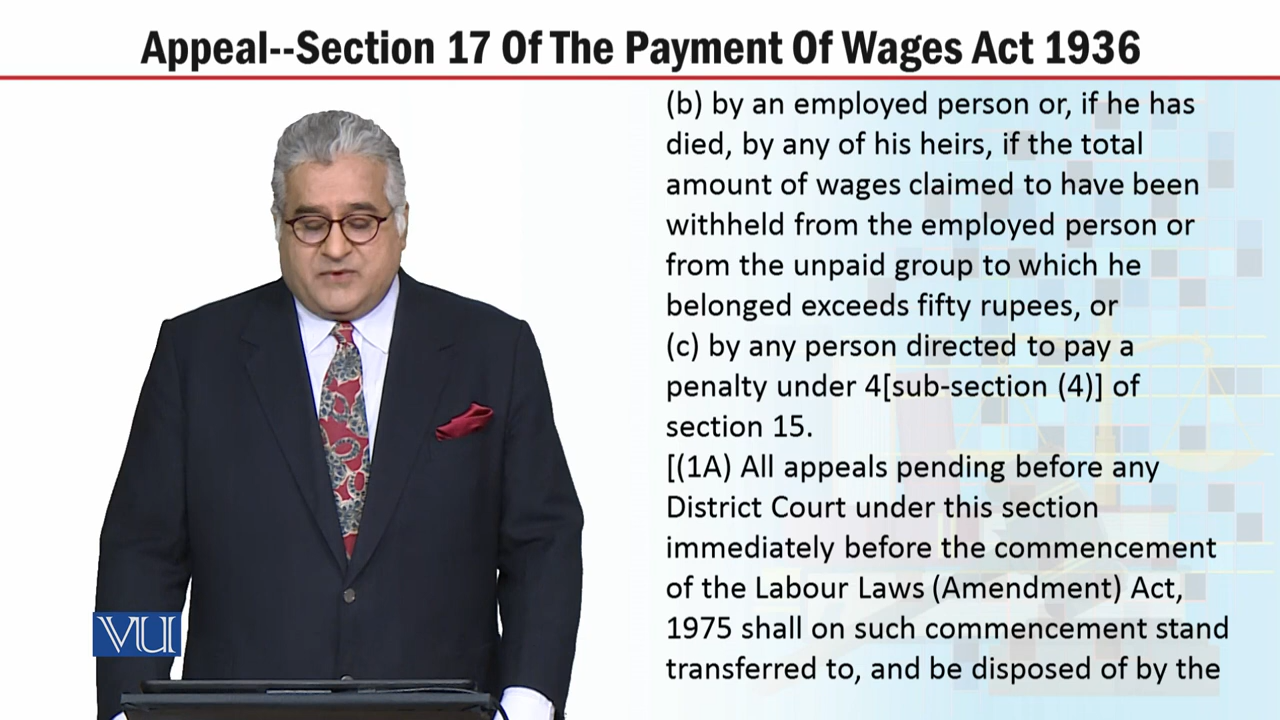 Appeal--Section 17 Of The Payment Of Wages Act 1936
(b) by an employed person or, if he has
died, by any of his heirs, if the total
amount of wages claimed to have been
withheld from the employed person or
from the unpaid group to which he
belonged exceeds fifty rupees, or
(c) by any person directed to pay a
penalty under 4[sub-section (4)] of
section 15.
[(1A) All appeals pending before any
District Court under this section
immediately before the commencement
of the Labour Laws (Amendment) Act,
1975 shall on such commencement stand
transferred to, and be disposed of by the
VU